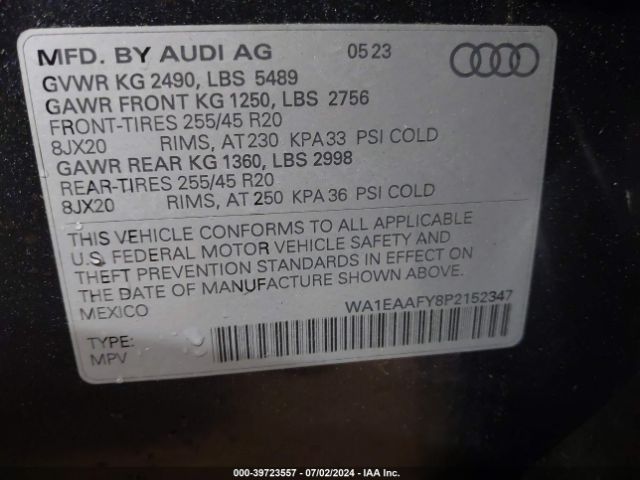 MFD. BY AUDI AG 05 23
GVWR KG 2490, LBS 5489
GAWR FRONT KG 1250, LBS 2756
FRONT-TIRES 255/45 R20
8JX20 RIMS, AT 230 KPA 33 PSI COLD
GAWR REAR KG 1360, LBS 2998
REAR-TIRES 255/45 R20
8JX20 RIMS, AT 250 KPA 36 PSI COLD
THIS VEHICLE CONFORMS TO ALL APPLICABLE
U.S. FEDERAL MOTOR VEHICLE SAFETY AND
THEFT PREVENTION STANDARDS IN EFFECT ON
THE DATE OF MANUFACTURE SHOWN ABOVE.
MEXICO WA1EAAFY8P2152347
TYPE:
MPV
000-39723557 - 07/02/2024 - IAA Inc.